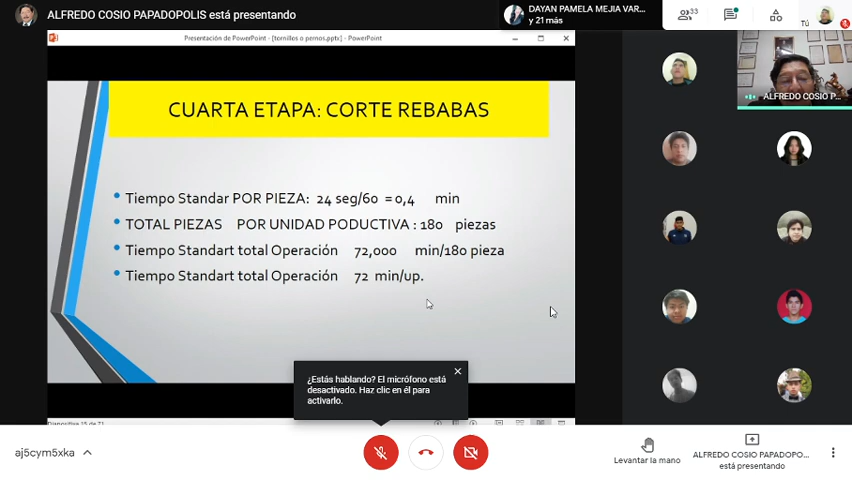 ALFREDO COSIO PAPADOPOLIS está presentando
DAYAN PAMELA MEJIA VAR...
y 21 más
33
Tú
Presentación de PowerPoint - [tornillos o pernos.pptx] - PowerPoint
ALFREDO COSIO P...
CUARTA ETAPA: CORTE REBABAS
Tiempo Standar POR PIEZA: 24 seg/60 = 0,4 min
TOTAL PIEZAS POR UNIDAD PODUCTIVA : 180 piezas
Tiempo Standart total Operación 72,000 min/180 pieza
Tiempo Standart total Operación 72 min/up.
¿Estás hablando? El micrófono está
desactivado. Haz clic en él para
activarlo.
Diapositiva 15 de 71
aj5cym5xka
Levantar la mano
ALFREDO COSIO PAPADOPO...
está presentando